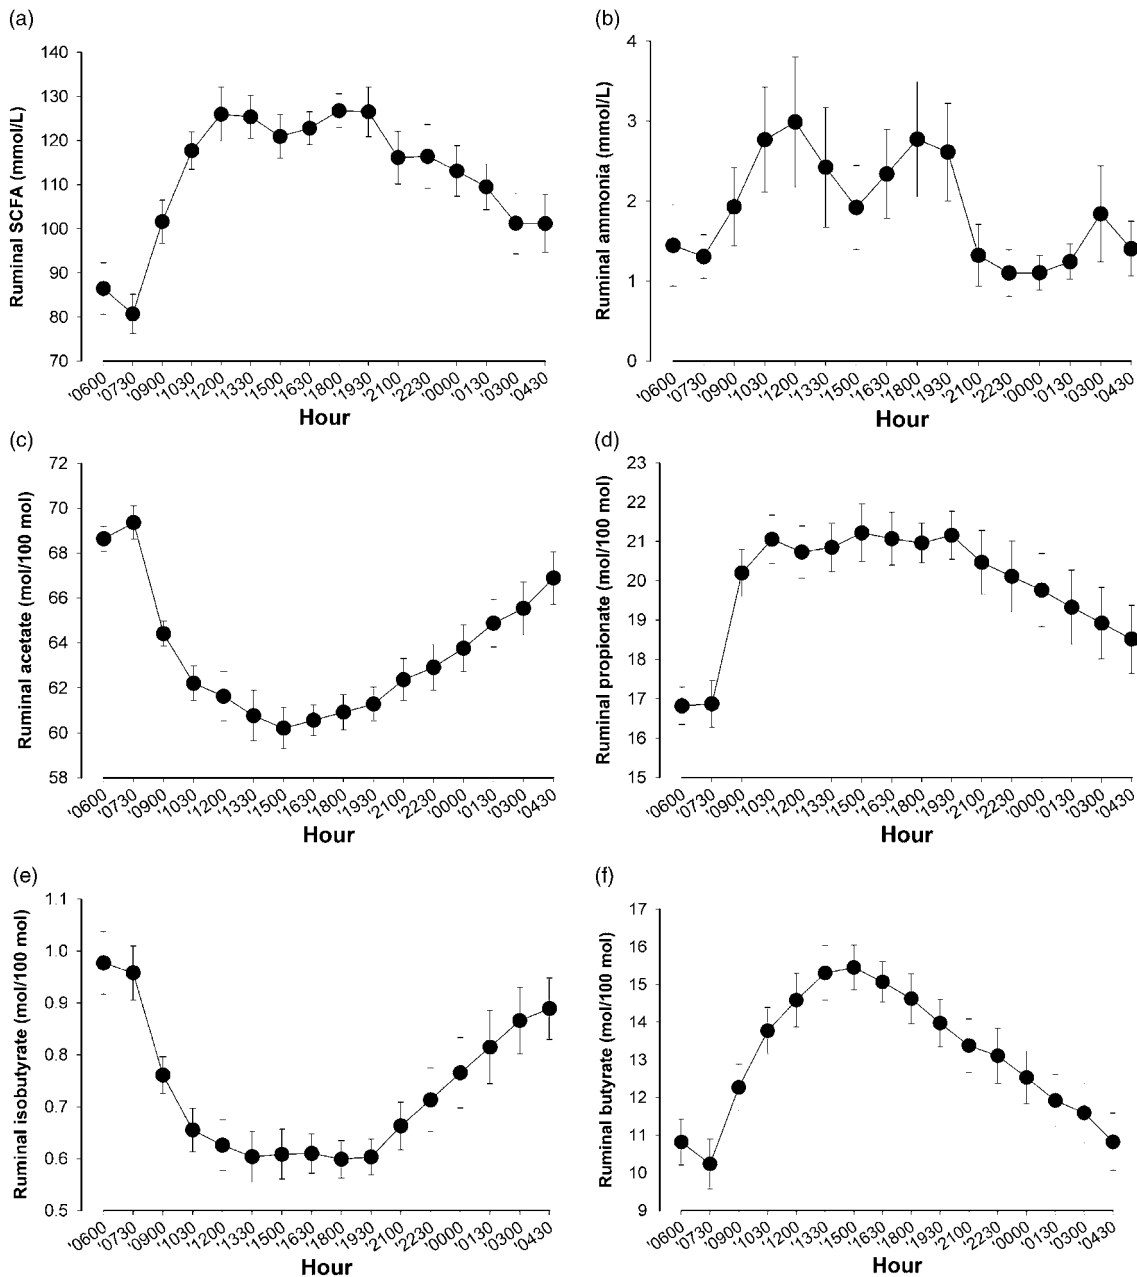 (a)
Ruminal SCFA (mmol/L)
140
130
120
110
100
90
80
70
'0600 '0730 '0900 '1030 '1200 '1330 '1500 '1630 '1800 '1930 '2100 '2230 '0000 '0130 '0300 '0430
Hour
(b)
Ruminal ammonia (mmol/L)
4
3
2
1
0
'0600 '0730 '0900 '1030 '1200 '1330 '1500 '1630 '1800 '1930 '2100 '2230 '0000 '0130 '0300 '0430
Hour
(c)
Ruminal acetate (mol/100 mol)
72
70
68
66
64
62
60
58
'0600 '0730 '0900 '1030 '1200 '1330 '1500 '1630 '1800 '1930 '2100 '2230 '0000 '0130 '0300 '0430
Hour
(d)
Ruminal propionate (mol/100 mol)
23
22
21
20
19
18
17
16
15
'0600 '0730 '0900 '1030 '1200 '1330 '1500 '1630 '1800 '1930 '2100 '2230 '0000 '0130 '0300 '0430
Hour
(e)
Ruminal isobutyrate (mol/100 mol)
1.1
1.0
0.9
0.8
0.7
0.6
0.5
'0600 '0730 '0900 '1030 '1200 '1330 '1500 '1630 '1800 '1930 '2100 '2230 '0000 '0130 '0300 '0430
Hour
(f)
Ruminal butyrate (mol/100 mol)
17
16
15
14
13
12
11
10
9
'0600 '0730 '0900 '1030 '1200 '1330 '1500 '1630 '1800 '1930 '2100 '2230 '0000 '0130 '0300 '0430
Hour